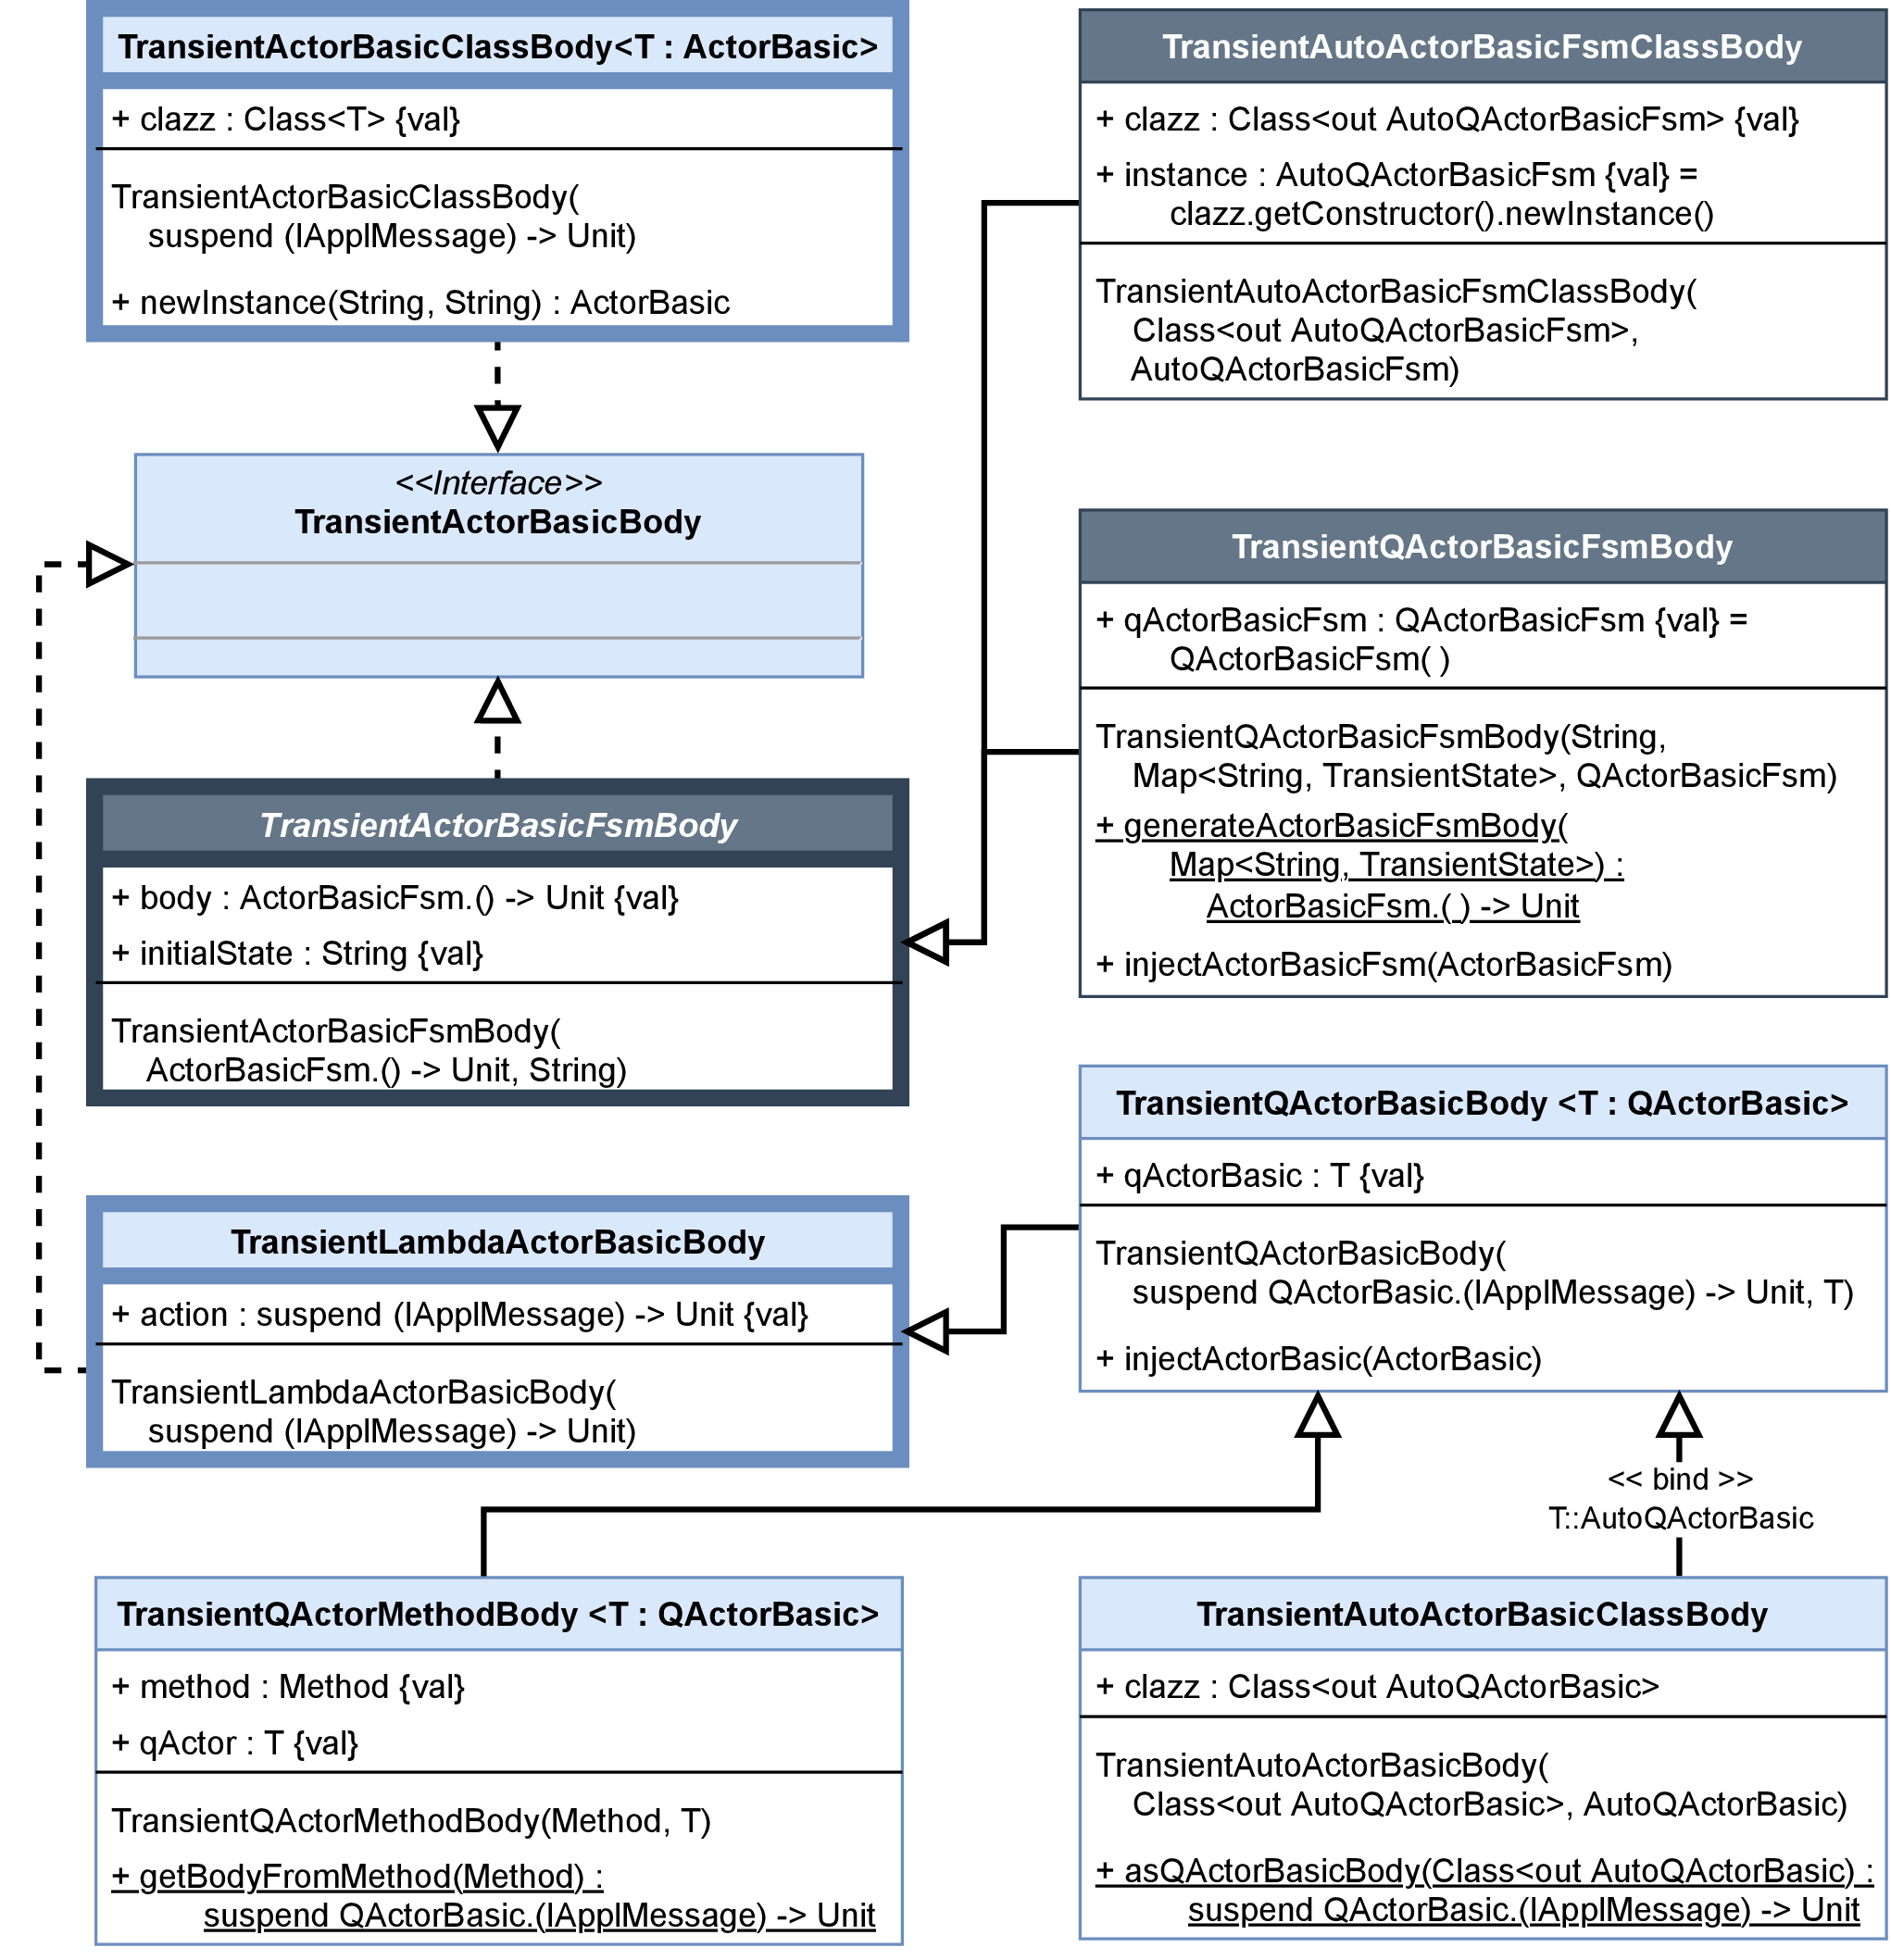 TransientActorBasicClassBody<T : ActorBasic>
+ clazz : Class<T> {val}
TransientActorBasicClassBody(
suspend (IApplMessage) -> Unit)
+ newInstance(String, String) : ActorBasic
<<Interface>>
TransientActorBasicBody
TransientActorBasicFsmBody
+ body : ActorBasicFsm.() -> Unit {val}
+ initialState : String {val}
TransientActorBasicFsmBody(
ActorBasicFsm.() -> Unit, String)
TransientLambdaActorBasicBody
+ action : suspend (IApplMessage) -> Unit {val}
TransientLambdaActorBasicBody(
suspend (IApplMessage) -> Unit)
TransientQActorMethodBody <T : QActorBasic>
+ method : Method {val}
+ qActor : T {val}
TransientQActorMethodBody(Method, T)
+ getBodyFromMethod(Method) :
suspend QActorBasic.(IApplMessage) -> Unit
TransientAutoActorBasicFsmClassBody
+ clazz : Class<out AutoQActorBasicFsm> {val}
+ instance : AutoQActorBasicFsm {val} =
clazz.getConstructor().newInstance()
TransientAutoActorBasicFsmClassBody(
Class<out AutoQActorBasicFsm>,
AutoQActorBasicFsm)
TransientQActorBasicFsmBody
+ qActorBasicFsm : QActorBasicFsm {val} =
QActorBasicFsm( )
TransientQActorBasicFsmBody(String,
Map<String, TransientState>, QActorBasicFsm)
+ generateActorBasicFsmBody(
Map<String, TransientState>) :
ActorBasicFsm.( ) -> Unit
+ injectActorBasicFsm(ActorBasicFsm)
TransientQActorBasicBody <T : QActorBasic>
+ qActorBasic : T {val}
TransientQActorBasicBody(
suspend QActorBasic.(IApplMessage) -> Unit, T)
+ injectActorBasic(ActorBasic)
<< bind >>
T::AutoQActorBasic
TransientAutoActorBasicClassBody
+ clazz : Class<out AutoQActorBasic>
TransientAutoActorBasicBody(
Class<out AutoQActorBasic>, AutoQActorBasic)
+ asQActorBasicBody(Class<out AutoQActorBasic) :
suspend QActorBasic.(IApplMessage) -> Unit